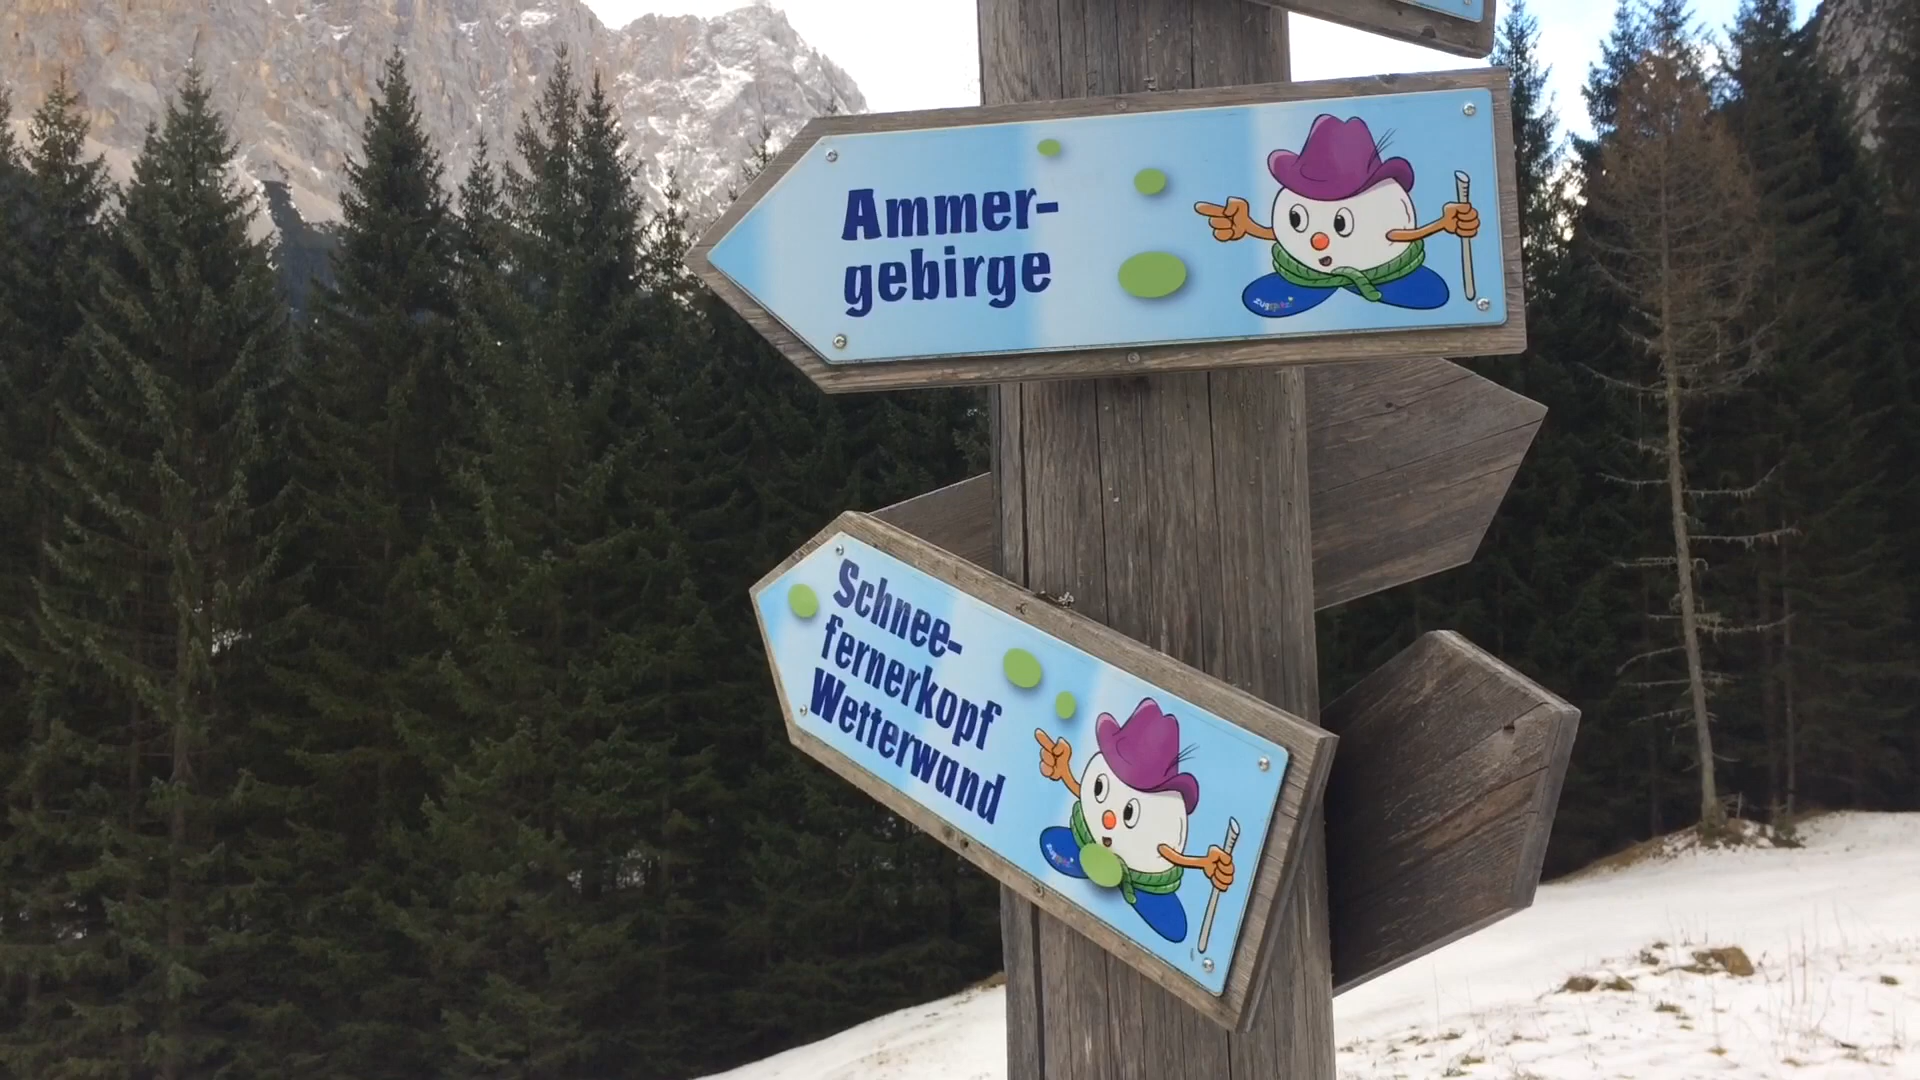 Ammer-
gebirge
Schnee-
fernerkopf
Wetterwand